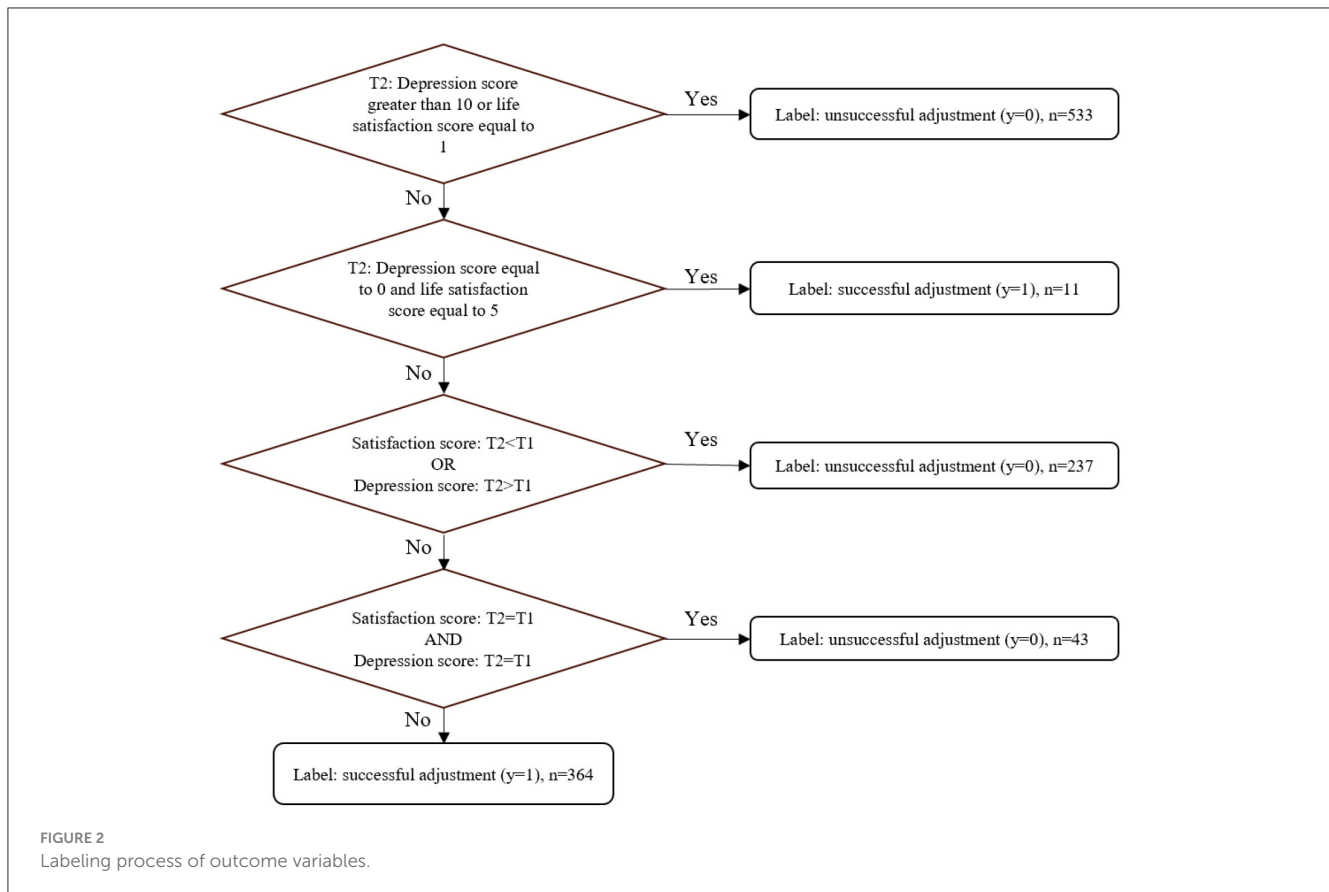 T2: Depression score
greater than 10 or life
satisfaction score equal to
1
Yes
Label: unsuccessful adjustment (y=0), n=533
No
T2: Depression score equal
to 0 and life satisfaction
score equal to 5
Yes
Label: successful adjustment (y=1), n=11
No
Satisfaction score: T2<T1
OR
Depression score: T2>T1
Yes
Label: unsuccessful adjustment (y=0), n=237
No
Satisfaction score: T2=T1
AND
Depression score: T2=T1
Yes
Label: unsuccessful adjustment (y=0), n=43
No
Label: successful adjustment (y=1), n=364
FIGURE 2
Labeling process of outcome variables.